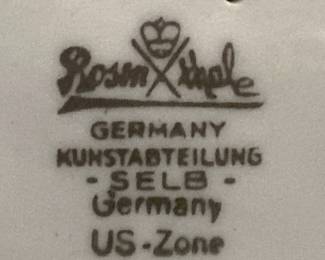 Rosenthal
GERMANY
KUNSTABTEILUNG
- SELB -
Germany
US-Zone